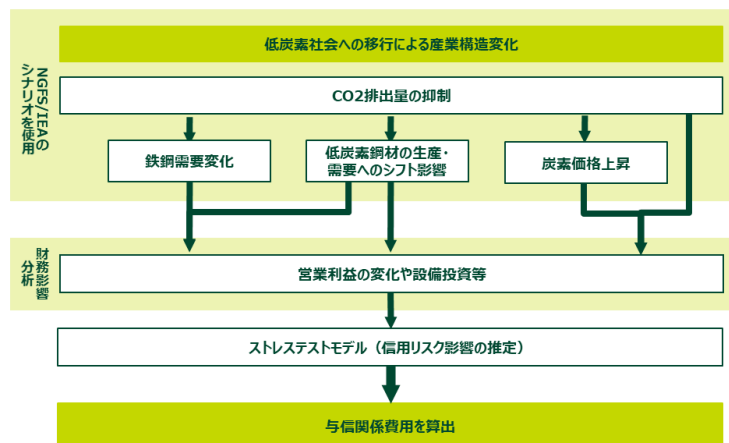 低炭素社会への移行による産業構造変化
NGFS/IEAの
シナリオを使用
CO2排出量の抑制
鉄鋼需要変化
低炭素鋼材の生産・
需要へのシフト影響
炭素価格上昇
財務影響
分析
営業利益の変化や設備投資等
ストレステストモデル（信用リスク影響の推定）
与信関係費用を算出